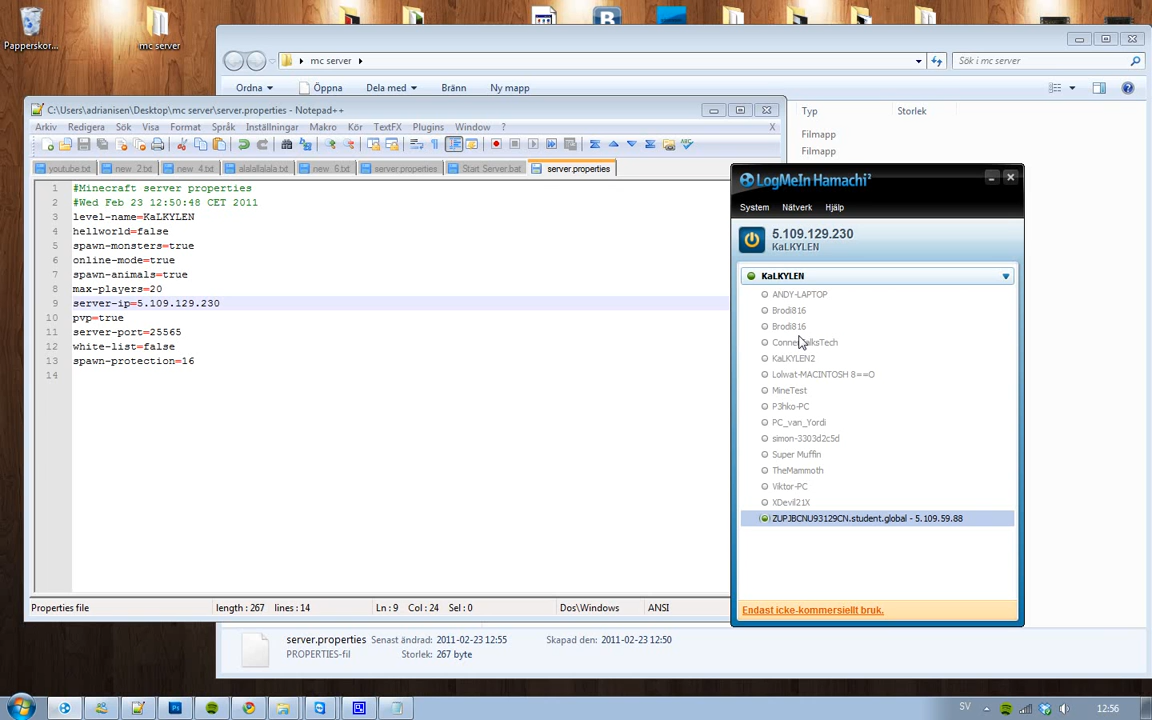 Papperskor...
mc server
mc server
Sök i mc server
Ordna
Öppna
Dela med
Bränn
Ny mapp
Typ
Storlek
Filmapp
Filmapp
C:\Users\adrianisen\Desktop\mc server\server.properties - Notepad++
Arkiv Redigera Sök Visa Format Språk Inställningar Makro Kör TextFX Plugins Window ? X
youtube.txt
new 2.txt
new 4.txt
alalallalala.txt
new 6.txt
server.properties
Start Server.bat
server.properties
1 #Minecraft server properties
2 #Wed Feb 23 12:50:48 CET 2011
3 level-name=KaLKYLEN
4 hellworld=false
5 spawn-monsters=true
6 online-mode=true
7 spawn-animals=true
8 max-players=20
9 server-ip=5.109.129.230
10 pvp=true
11 server-port=25565
12 white-list=false
13 spawn-protection=16
14
Properties file
length : 267 lines : 14
Ln : 9 Col : 24 Sel : 0
Dos\Windows
ANSI
LogMeIn Hamachi²
System Nätverk Hjälp
5.109.129.230
KaLKYLEN
KaLKYLEN
ANDY-LAPTOP
Brodi816
Brodi816
KaLKYLEN2
Lolwat-MACINTOSH 8==O
MineTest
P3hko-PC
PC_van_Yordi
simon-3303d2c5d
Super Muffin
TheMammoth
Viktor-PC
XDevil21X
ZUPJBCNU93129CN.student.global - 5.109.59.88
Endast icke-kommersiellt bruk.
server.properties Senast ändrad: 2011-02-23 12:55 Skapad den: 2011-02-23 12:50
PROPERTIES-fil Storlek: 267 byte
SV
12:56